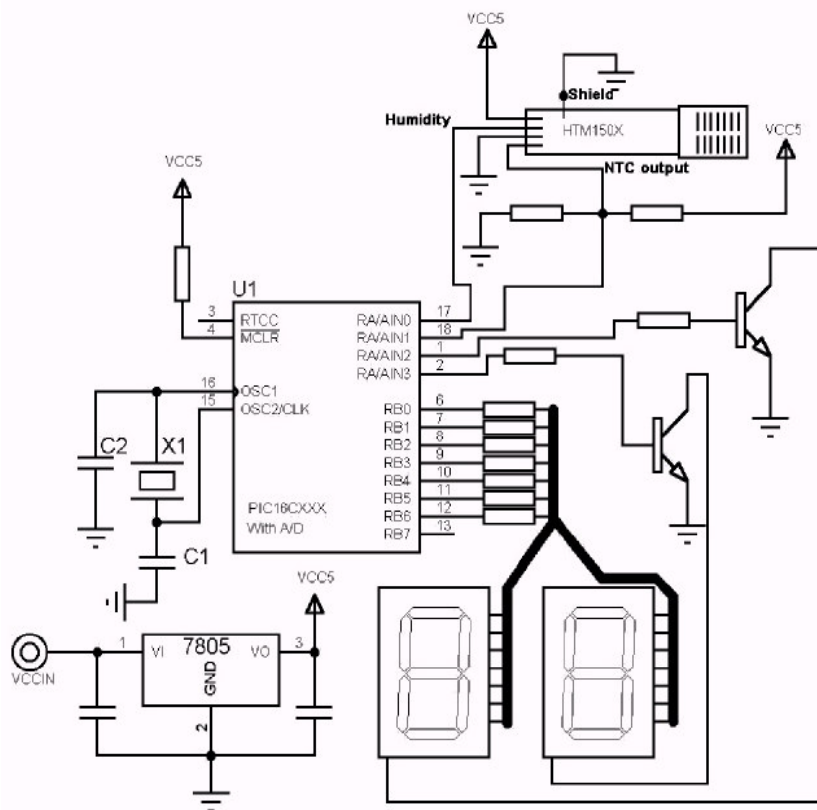 VCC5
Shield
Humidity
HTM150X
VCC5
NTC output
VCC5
U1
3 RTCC RA/AIN0 17
4 MCLR RA/AIN1 18
RA/AIN2 1
RA/AIN3 2
16 OSC1
15 OSC2/CLK RB0 6
RB1 7
RB2 8
RB3 9
RB4 10
RB5 11
RB6 12
RB7 13
C2
X1
PIC16CXXX
With A/D
C1
VCC5
1 VI 7805 VO 3
GND
2
VCCIN